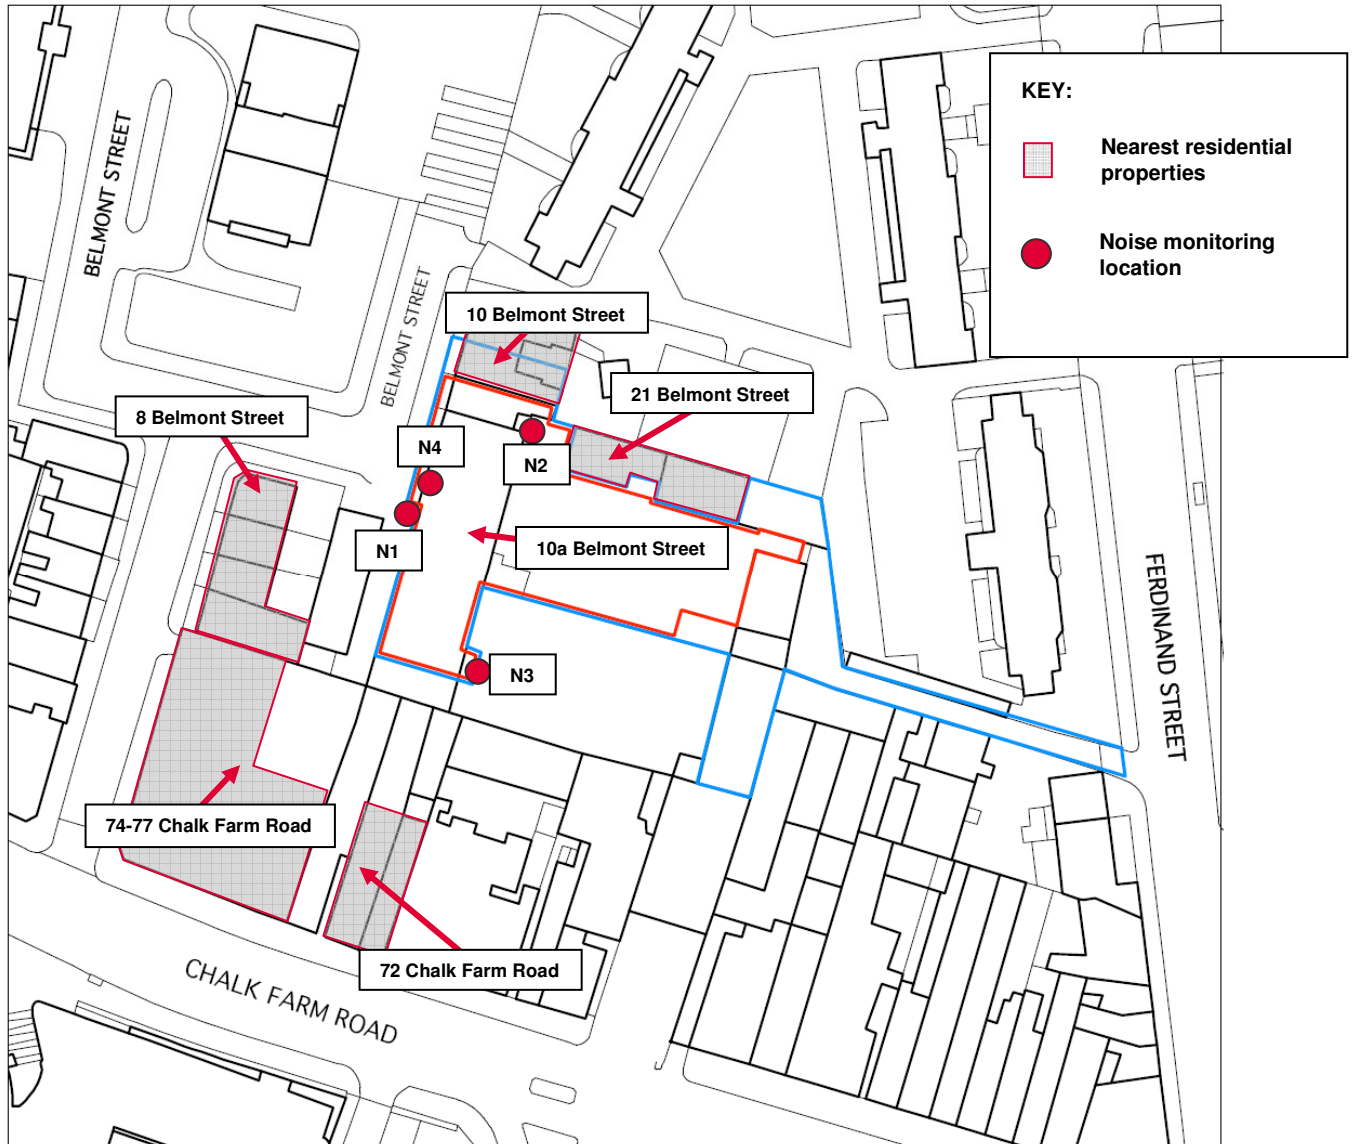 KEY:
Nearest residential
properties
Noise monitoring
location
BELMONT STREET
BELMONT STREET
10 Belmont Street
21 Belmont Street
8 Belmont Street
N4
N2
N1
10a Belmont Street
N3
FERDINAND STREET
74-77 Chalk Farm Road
72 Chalk Farm Road
CHALK FARM ROAD